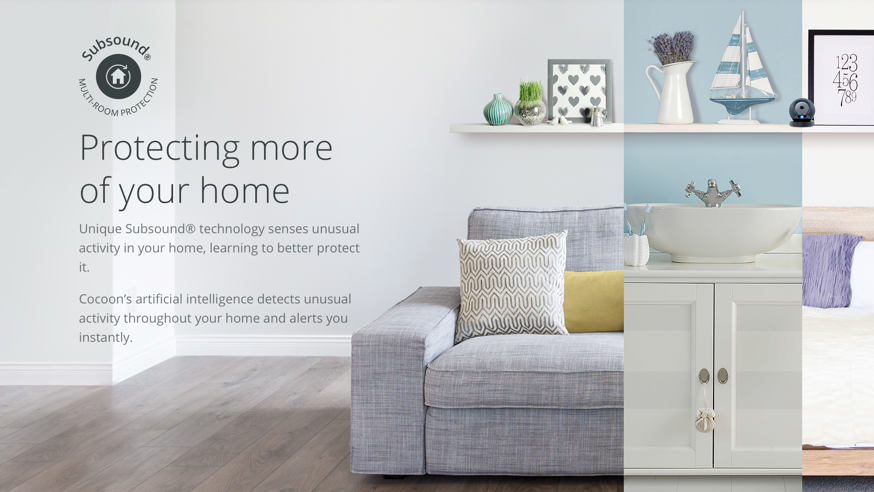 Subsound®
MULTI-ROOM PROTECTION
Protecting more
of your home
Unique Subsound® technology senses unusual
activity in your home, learning to better protect
it.
Cocoon's artificial intelligence detects unusual
activity throughout your home and alerts you
instantly.
123
456
789